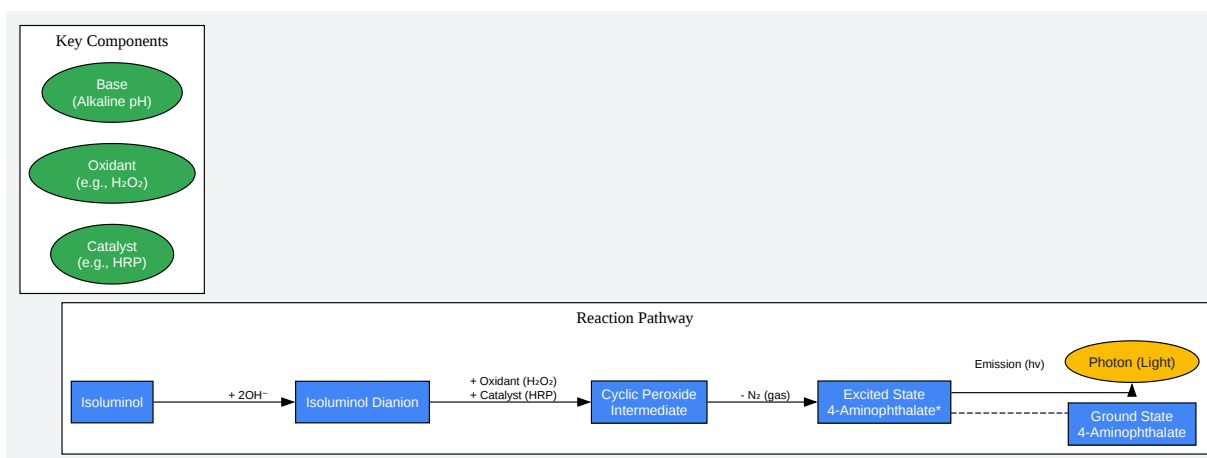 Key Components
Base
(Alkaline pH)
Oxidant
(e.g., H₂O₂)
Catalyst
(e.g., HRP)
Reaction Pathway
Isoluminol
+ 2OH⁻
Isoluminol Dianion
+ Oxidant (H₂O₂)
+ Catalyst (HRP)
Cyclic Peroxide
Intermediate
- N₂ (gas)
Excited State
4-Aminophthalate*
Emission (hν)
Photon (Light)
Ground State
4-Aminophthalate